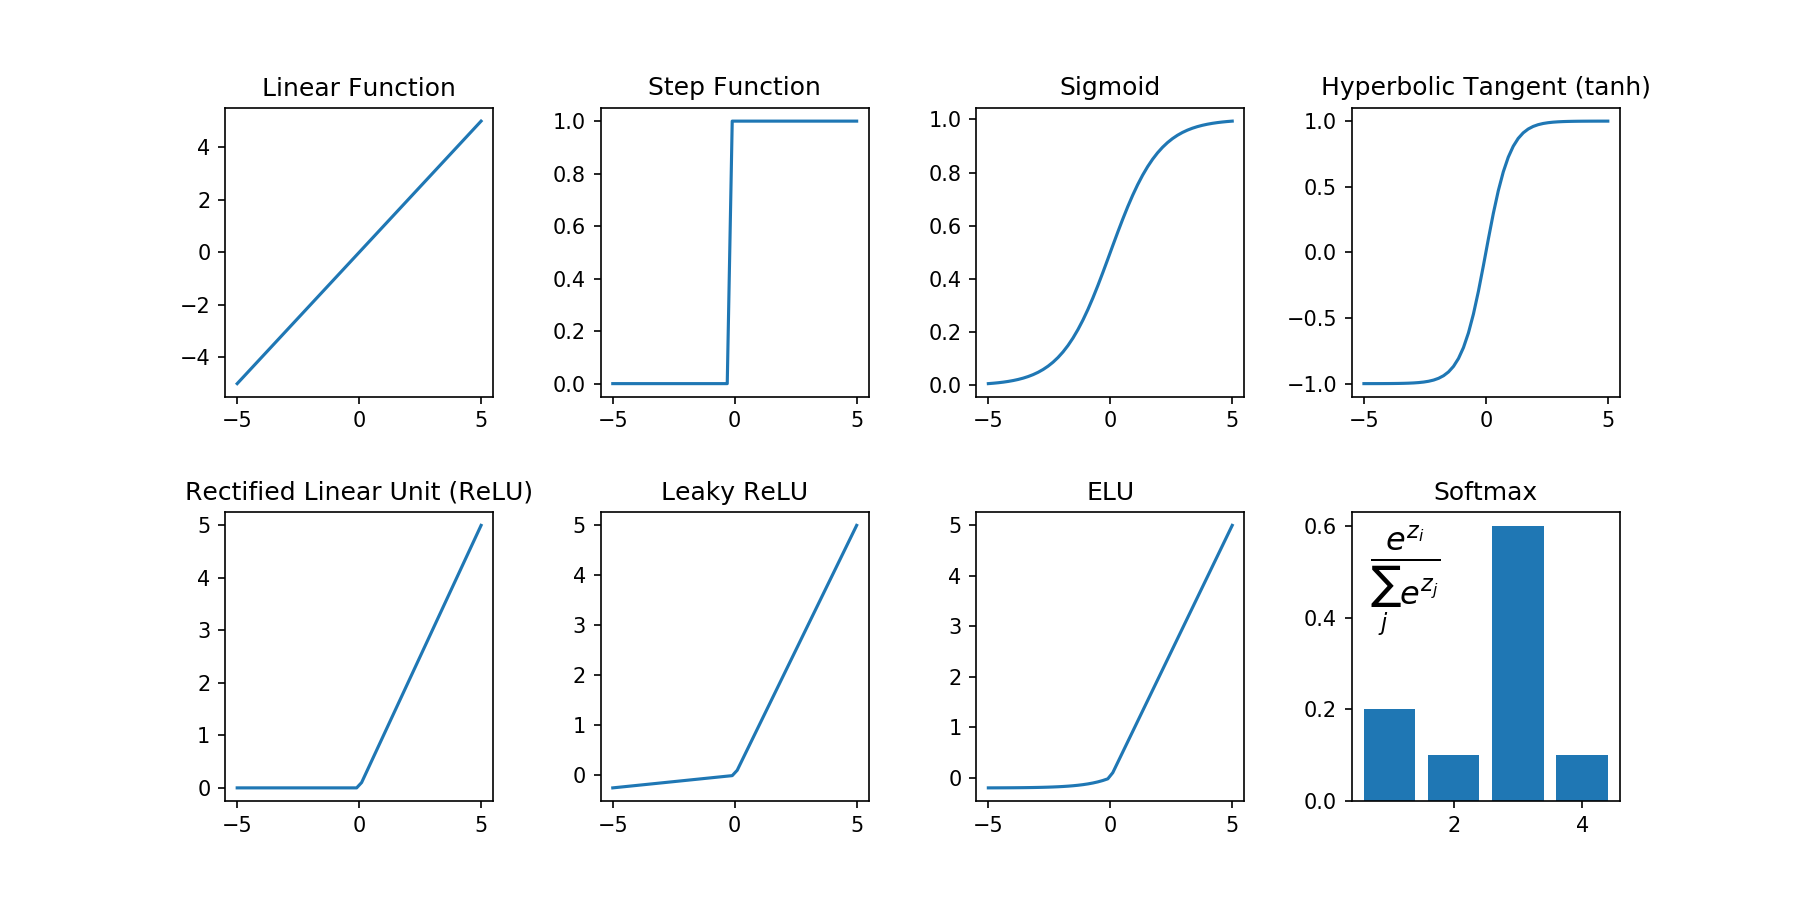 Linear Function
4
2
0
−2
−4
−5 0 5
Step Function
1.0
0.8
0.6
0.4
0.2
0.0
−5 0 5
Sigmoid
1.0
0.8
0.6
0.4
0.2
0.0
−5 0 5
Hyperbolic Tangent (tanh)
1.0
0.5
0.0
−0.5
−1.0
−5 0 5
Rectified Linear Unit (ReLU)
5
4
3
2
1
0
−5 0 5
Leaky ReLU
5
4
3
2
1
0
−5 0 5
ELU
5
4
3
2
1
0
−5 0 5
Softmax
0.6
0.4
0.2
0.0
e^{z_i}
∑_j e^{z_j}
2 4